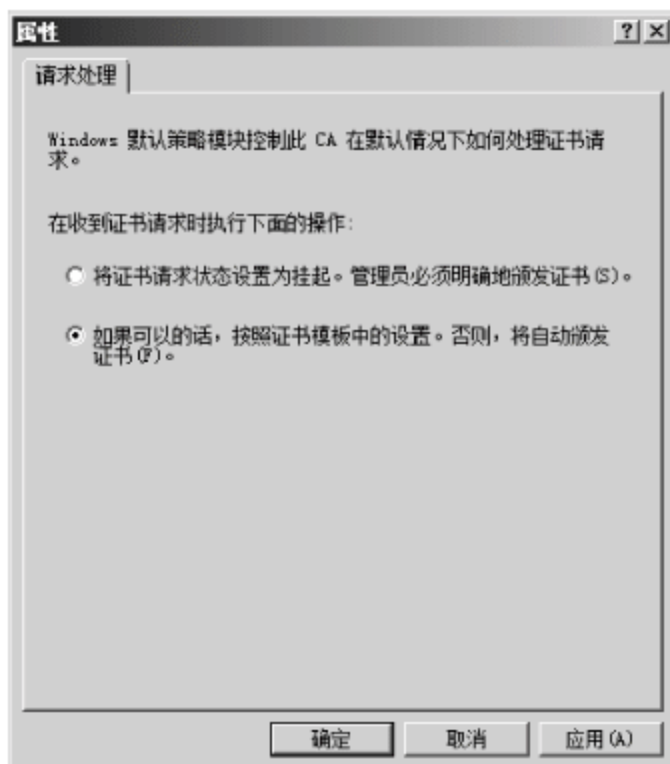 属性
请求处理
Windows 默认策略模块控制此 CA 在默认情况下如何处理证书请
求。
在收到证书请求时执行下面的操作:
将证书请求状态设置为挂起。管理员必须明确地颁发证书(S)。
如果可以的话，按照证书模板中的设置。否则，将自动颁发
证书(F)。
确定
取消
应用(A)